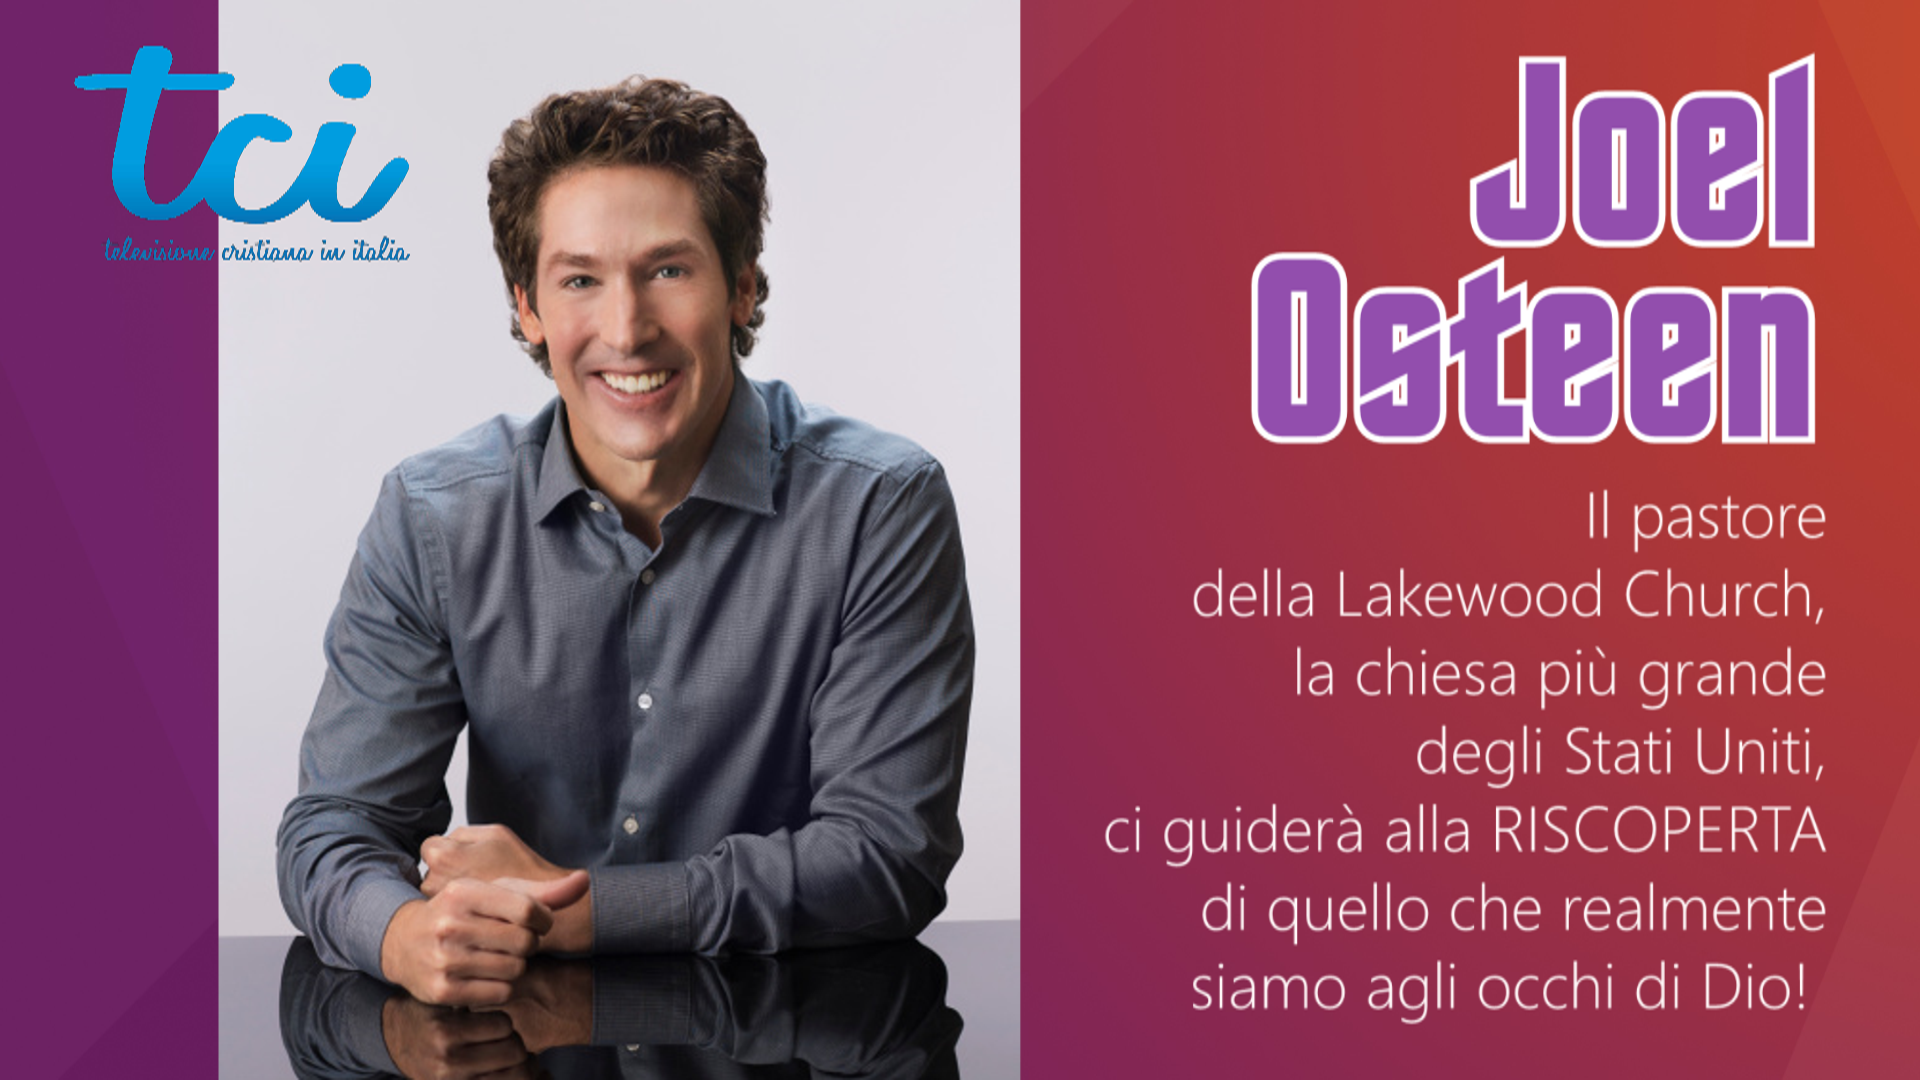 tci
televisione cristiana in italia
Joel
Osteen
Il pastore
della Lakewood Church,
la chiesa più grande
degli Stati Uniti,
ci guiderà alla RISCOPERTA
di quello che realmente
siamo agli occhi di Dio!